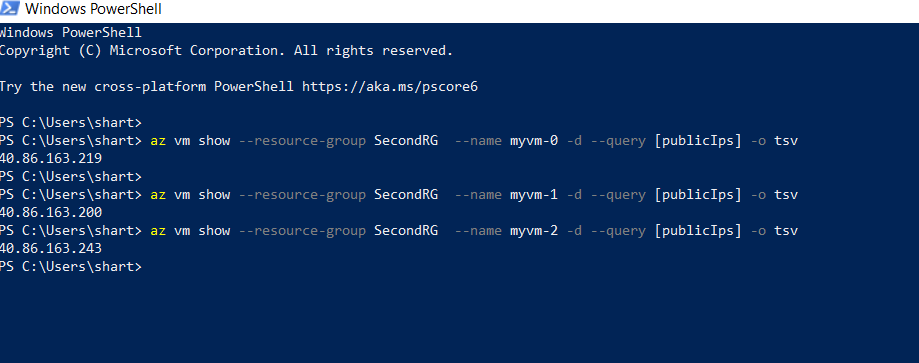 Windows PowerShell
Windows PowerShell
Copyright (C) Microsoft Corporation. All rights reserved.
Try the new cross-platform PowerShell https://aka.ms/pscore6
PS C:\Users\shart>
PS C:\Users\shart> az vm show --resource-group SecondRG  --name myvm-0 -d --query [publicIps] -o tsv
40.86.163.219
PS C:\Users\shart>
PS C:\Users\shart> az vm show --resource-group SecondRG  --name myvm-1 -d --query [publicIps] -o tsv
40.86.163.200
PS C:\Users\shart> az vm show --resource-group SecondRG  --name myvm-2 -d --query [publicIps] -o tsv
40.86.163.243
PS C:\Users\shart>